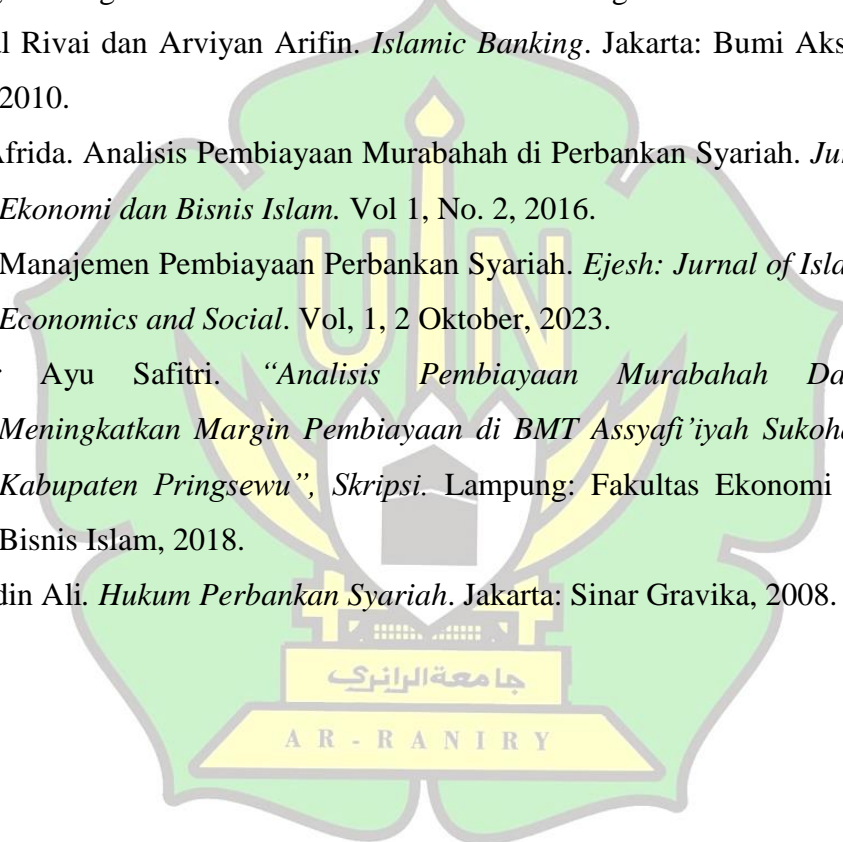 al Rivai dan Arviyan Arifin. Islamic Banking. Jakarta: Bumi Aks
2010.
Afrida. Analisis Pembiayaan Murabahah di Perbankan Syariah. Ju
Ekonomi dan Bisnis Islam. Vol 1, No. 2, 2016.
Manajemen Pembiayaan Perbankan Syariah. Ejesh: Jurnal of Isla
Economics and Social. Vol, 1, 2 Oktober, 2023.
Ayu Safitri. “Analisis Pembiayaan Murabahah Da
Meningkatkan Margin Pembiayaan di BMT Assyafi’iyah Sukoha
Kabupaten Pringsewu”, Skripsi. Lampung: Fakultas Ekonomi
Bisnis Islam, 2018.
din Ali. Hukum Perbankan Syariah. Jakarta: Sinar Gravika, 2008.
UIN
جامعةالرانري
AR-RANIRY